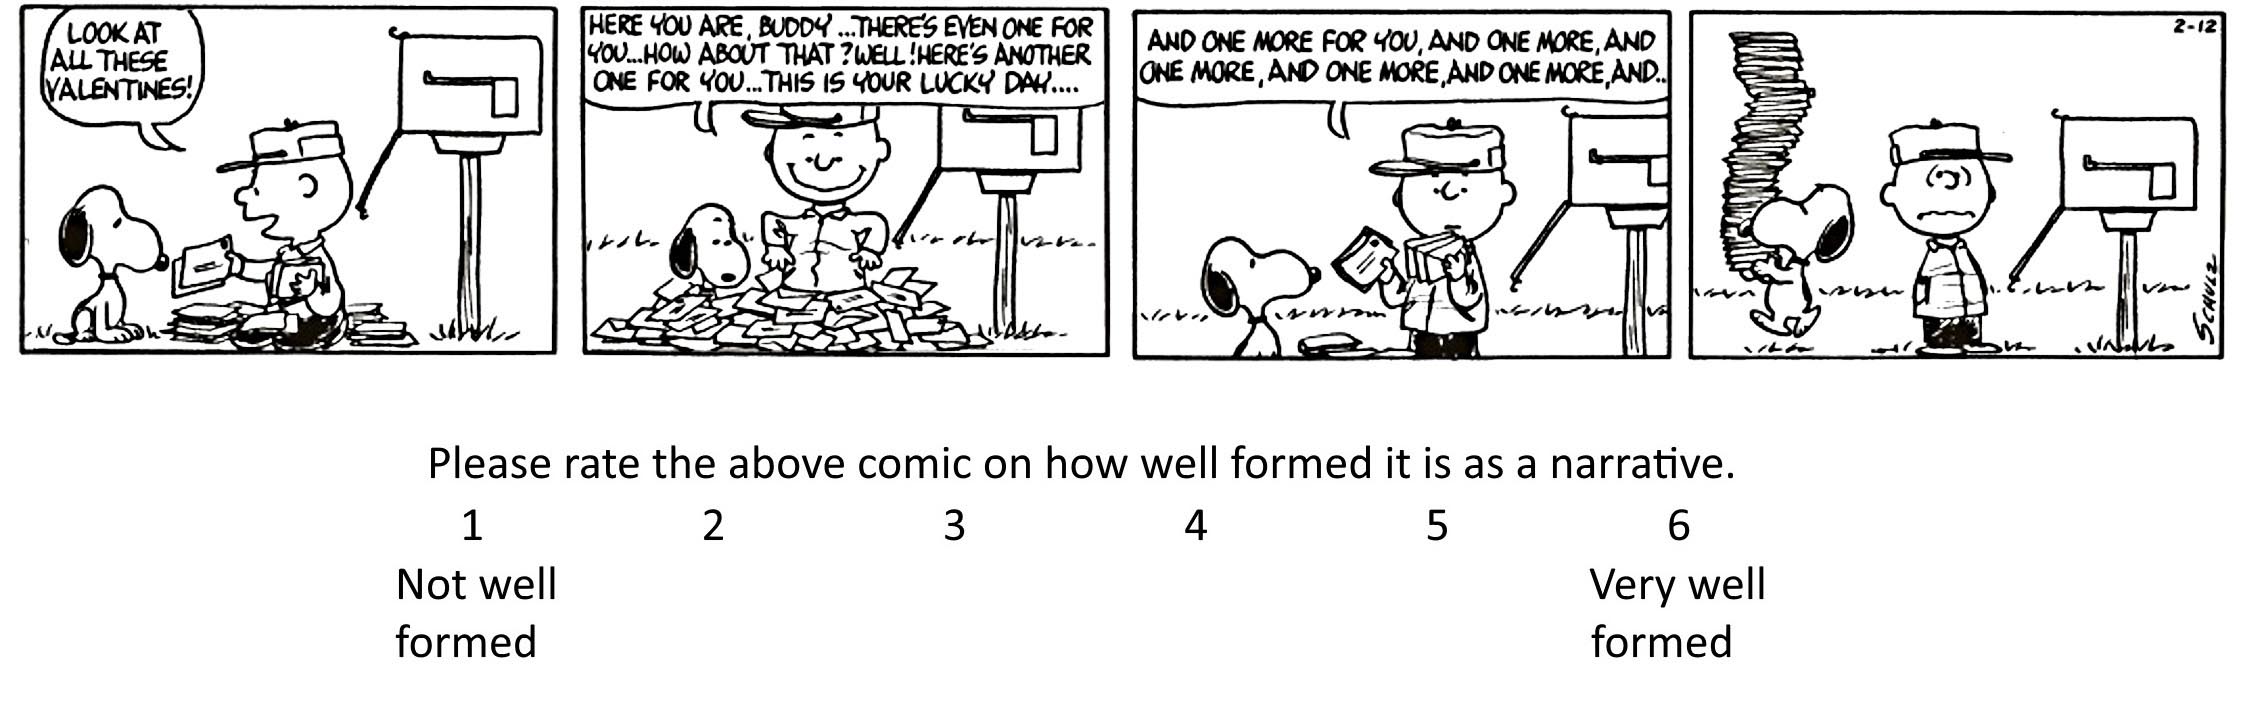 LOOK AT
ALL THESE
VALENTINES!
HERE YOU ARE, BUDDY...THERE'S EVEN ONE FOR
YOU...HOW ABOUT THAT? WELL! HERE'S ANOTHER
ONE FOR YOU...THIS IS YOUR LUCKY DAY....
AND ONE MORE FOR YOU, AND ONE MORE, AND
ONE MORE, AND ONE MORE, AND ONE MORE, AND..
2-12
SCHULZ
Please rate the above comic on how well formed it is as a narrative.
1 2 3 4 5 6
Not well
formed
Very well
formed